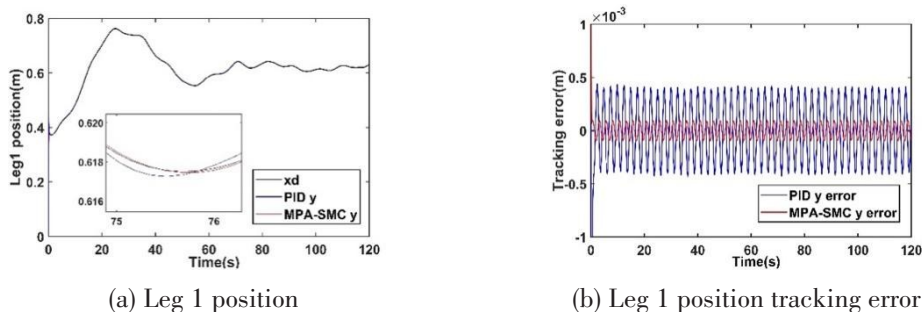 0.8
0.6
0.4
0.2
0
Leg1 position(m)
0.620
0.618
0.616
75 76
xd
PID y
MPA-SMC y
0 20 40 60 80 100 120
Time(s)
(a) Leg 1 position
×10⁻³
1
0.5
0
-0.5
-1
Tracking error(m)
PID y error
MPA-SMC y error
0 20 40 60 80 100 120
Time(s)
(b) Leg 1 position tracking error